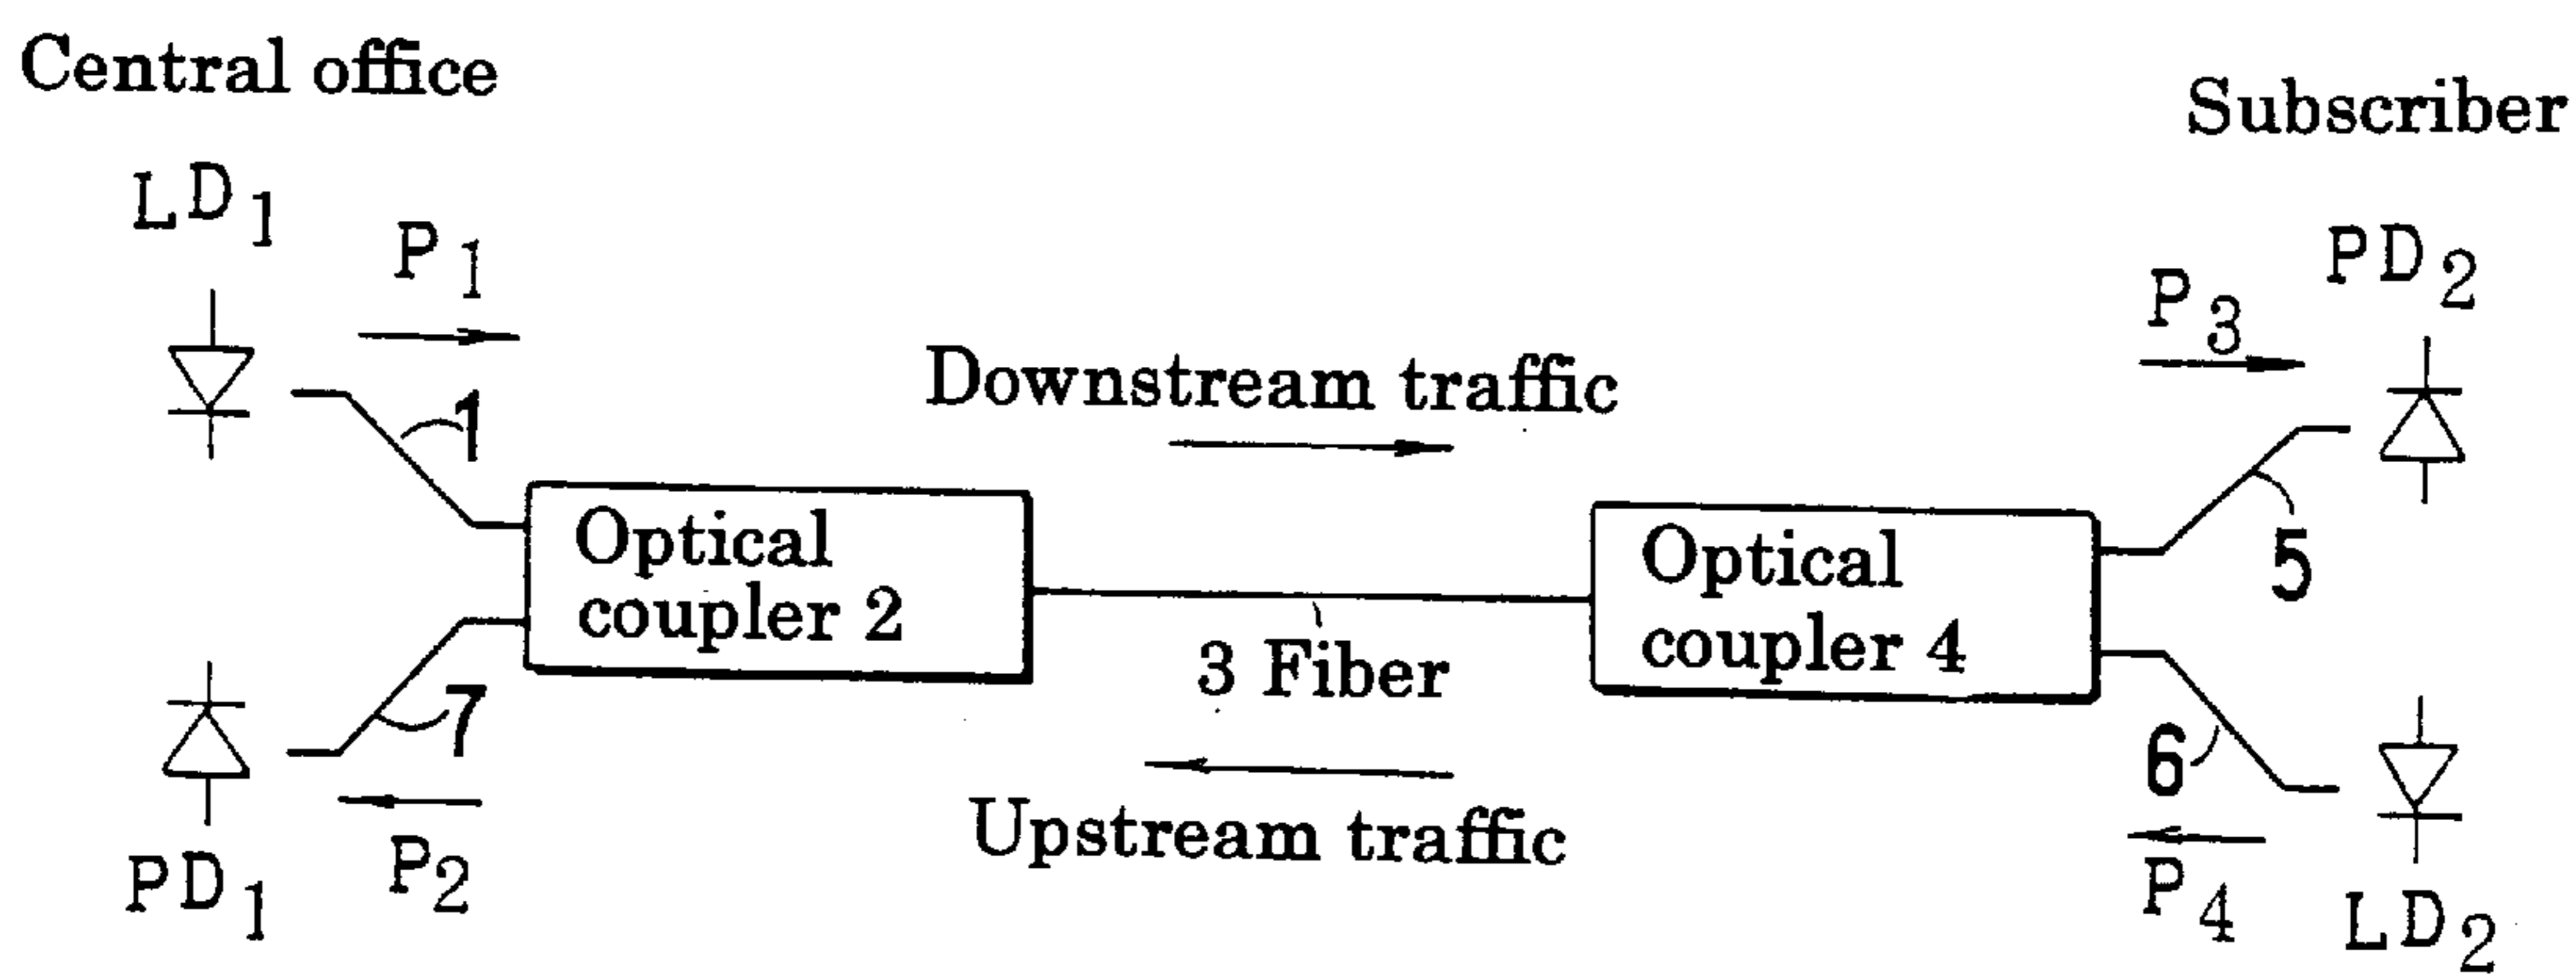 Central office
Subscriber
LD1
P1
PD2
P3
Downstream traffic
1
5
Optical
coupler 2
Optical
coupler 4
3 Fiber
7
6
Upstream traffic
PD1
P2
P4
LD2